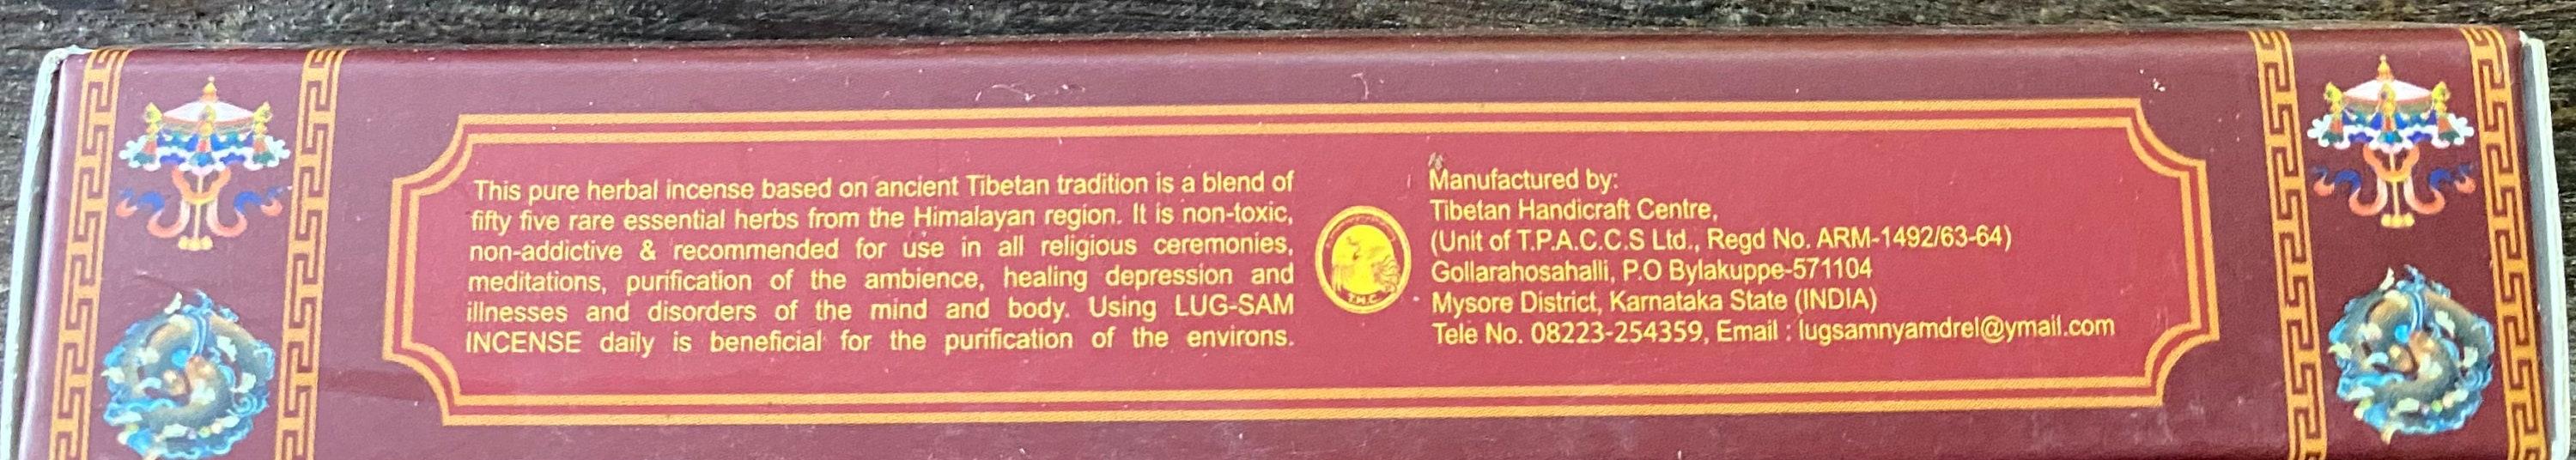 This pure herbal incense based on ancient Tibetan tradition is a blend of
fifty five rare essential herbs from the Himalayan region. It is non-toxic,
non-addictive & recommended for use in all religious ceremonies,
meditations, purification of the ambience, healing depression and
illnesses and disorders of the mind and body. Using LUG-SAM
INCENSE daily is beneficial for the purification of the environs.
T.H.C.
Manufactured by:
Tibetan Handicraft Centre,
(Unit of T.P.A.C.C.S Ltd., Regd No. ARM-1492/63-64)
Gollarahosahalli, P.O Bylakuppe-571104
Mysore District, Karnataka State (INDIA)
Tele No. 08223-254359, Email : lugsamnyamdrel@ymail.com